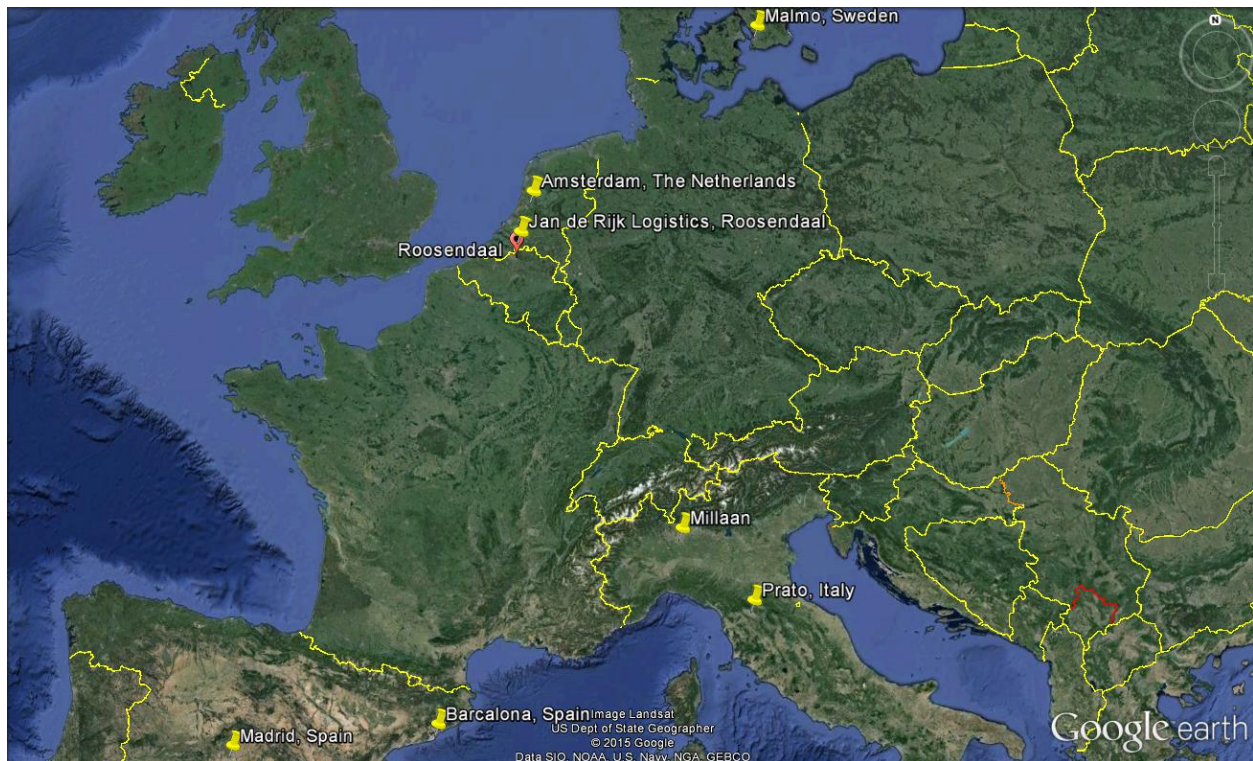 Malmo, Sweden
N
Amsterdam, The Netherlands
Jan de Rijk Logistics, Roosendaal
Roosendaal
Millaan
Prato, Italy
Barcalona, Spain
Madrid, Spain
Image Landsat
US Dept of State Geographer
© 2015 Google
Data SIO, NOAA, U.S. Navy, NGA, GEBCO
Google earth